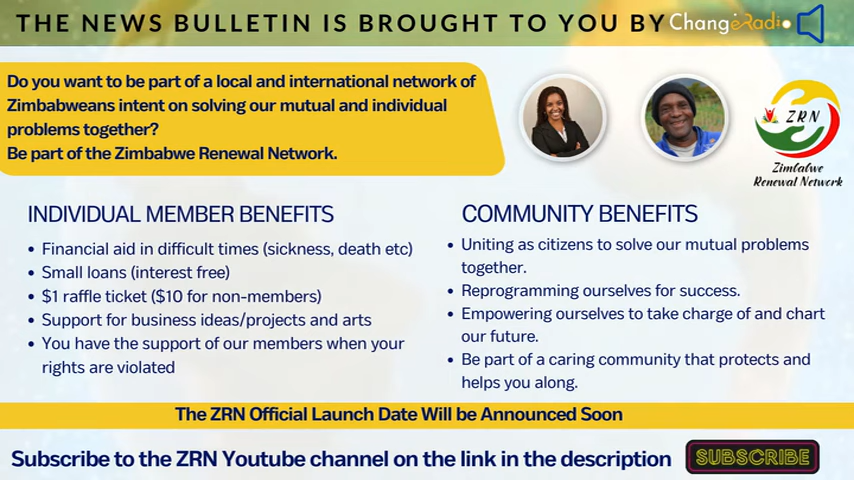 THE NEWS BULLETIN IS BROUGHT TO YOU BY ChangeRadio
Do you want to be part of a local and international network of
Zimbabweans intent on solving our mutual and individual
problems together?
Be part of the Zimbabwe Renewal Network.
ZRN
Zimbabwe
Renewal Network
INDIVIDUAL MEMBER BENEFITS
• Financial aid in difficult times (sickness, death etc)
• Small loans (interest free)
• $1 raffle ticket ($10 for non-members)
• Support for business ideas/projects and arts
• You have the support of our members when your
rights are violated
COMMUNITY BENEFITS
• Uniting as citizens to solve our mutual problems
together.
• Reprogramming ourselves for success.
• Empowering ourselves to take charge of and chart
our future.
• Be part of a caring community that protects and
helps you along.
The ZRN Official Launch Date Will be Announced Soon
Subscribe to the ZRN Youtube channel on the link in the description
SUBSCRIBE